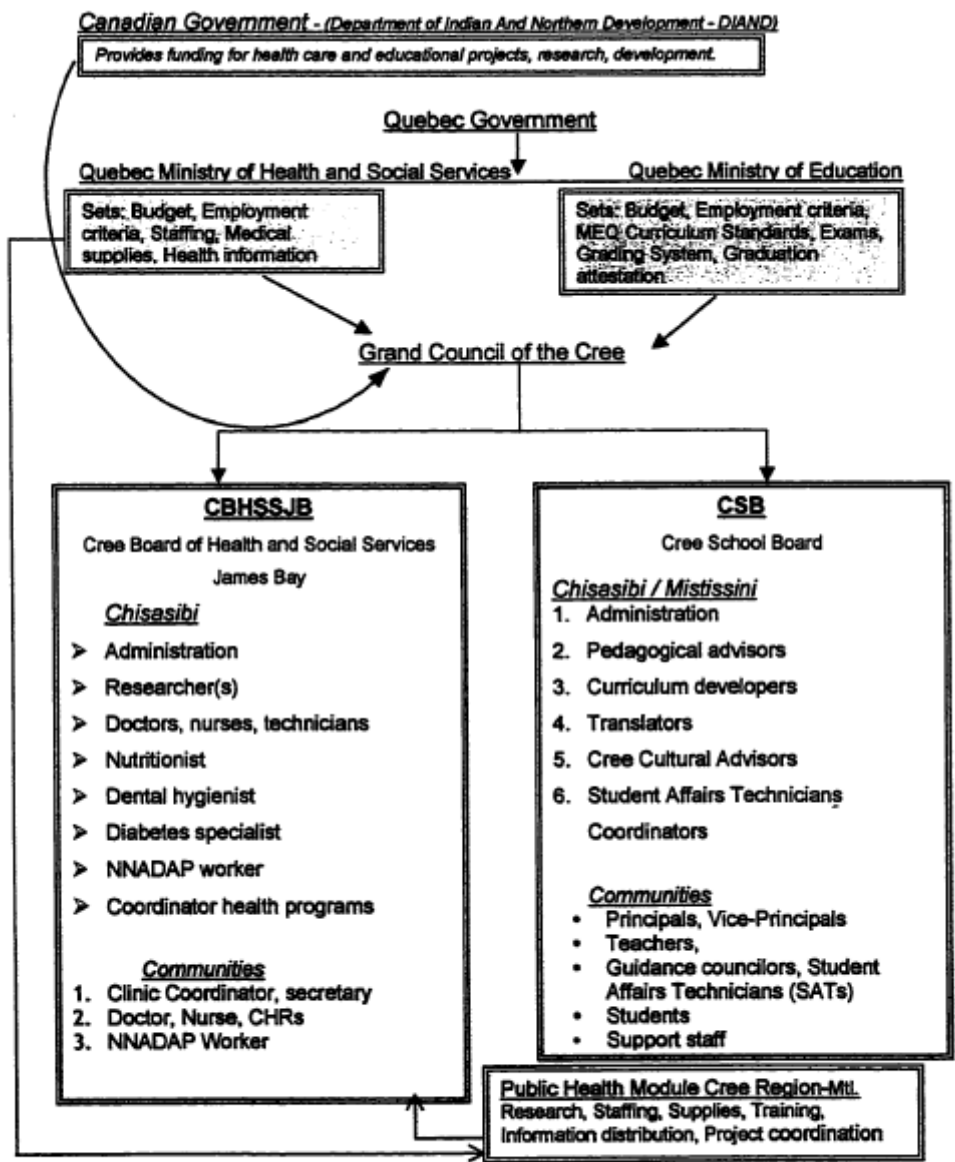 Canadian Government - (Department of Indian And Northern Development - DIAND)
Provides funding for health care and educational projects, research, development.
Quebec Government
Quebec Ministry of Health and Social Services
Quebec Ministry of Education
Sets: Budget, Employment
criteria, Staffing, Medical
supplies, Health information
Sets: Budget, Employment criteria,
MEQ Curriculum Standards, Exams,
Grading System, Graduation
attestation.
Grand Council of the Cree
CBHSSJB
Cree Board of Health and Social Services
James Bay
Chisasibi
➤ Administration
➤ Researcher(s)
➤ Doctors, nurses, technicians
➤ Nutritionist
➤ Dental hygienist
➤ Diabetes specialist
➤ NNADAP worker
➤ Coordinator health programs
Communities
1. Clinic Coordinator, secretary
2. Doctor, Nurse, CHRs
3. NNADAP Worker
CSB
Cree School Board
Chisasibi / Mistissini
1. Administration
2. Pedagogical advisors
3. Curriculum developers
4. Translators
5. Cree Cultural Advisors
6. Student Affairs Technicians
Coordinators
Communities
• Principals, Vice-Principals
• Teachers,
• Guidance councilors, Student
Affairs Technicians (SATs)
• Students
• Support staff
Public Health Module Cree Region-Mtl.
Research, Staffing, Supplies, Training,
Information distribution, Project coordination